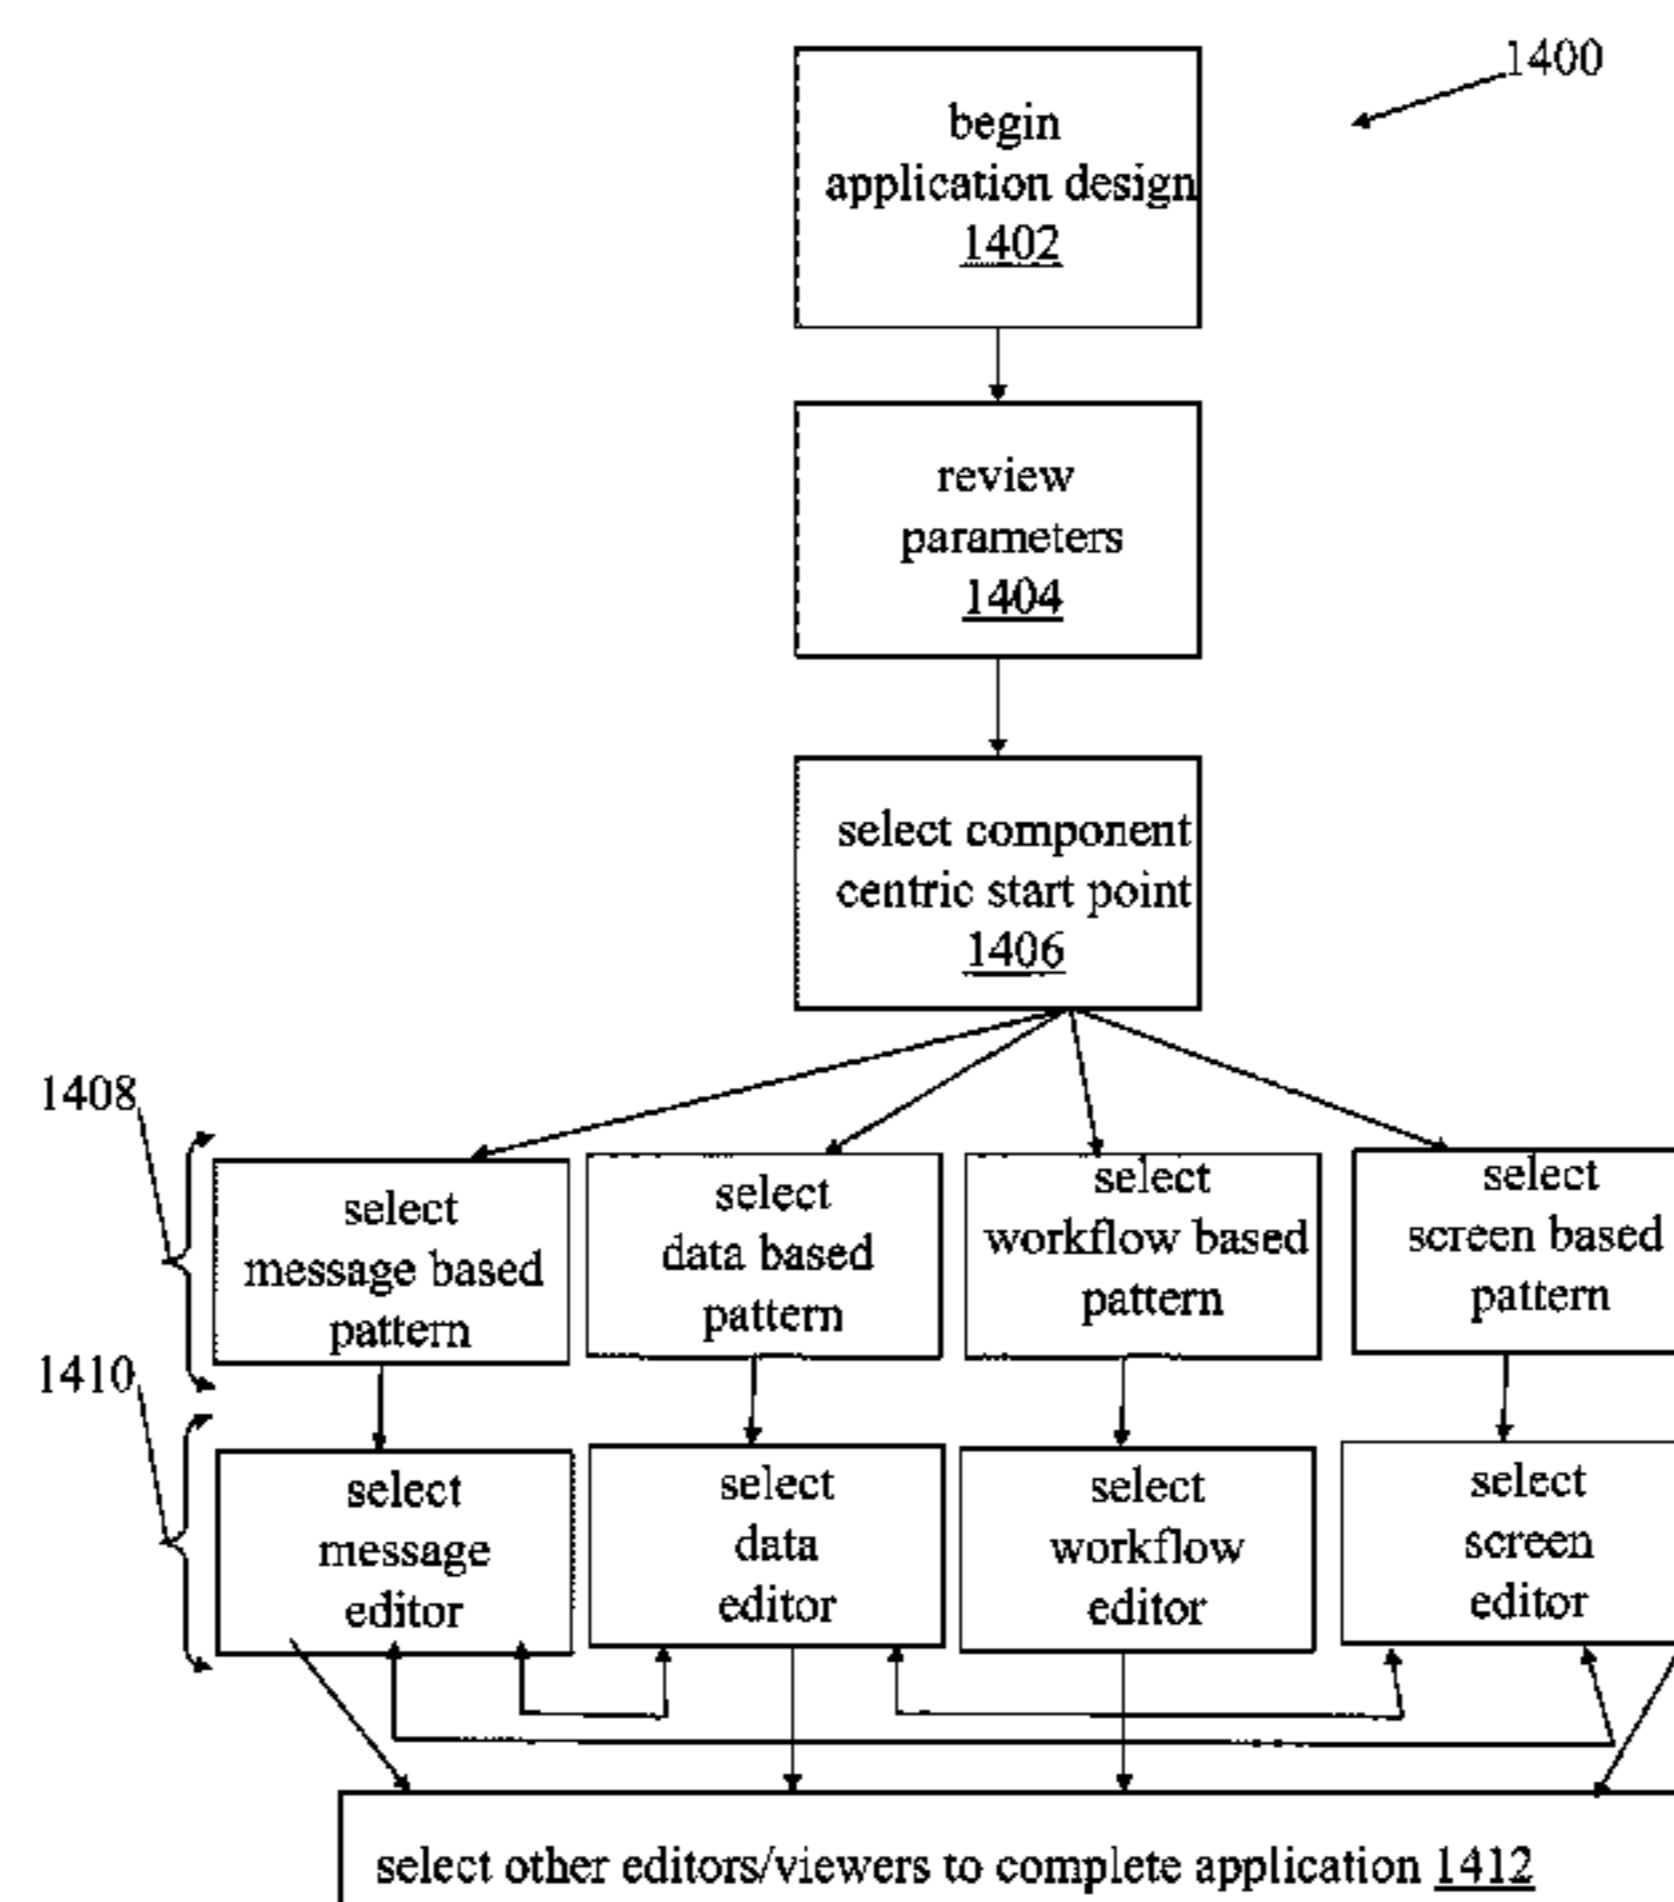 1400
begin
application design
1402
review
parameters
1404
select component
centric start point
1406
1408
select
message based
pattern
select
data based
pattern
select
workflow based
pattern
select
screen based
pattern
1410
select
message
editor
select
data
editor
select
workflow
editor
select
screen
editor
select other editors/viewers to complete application 1412